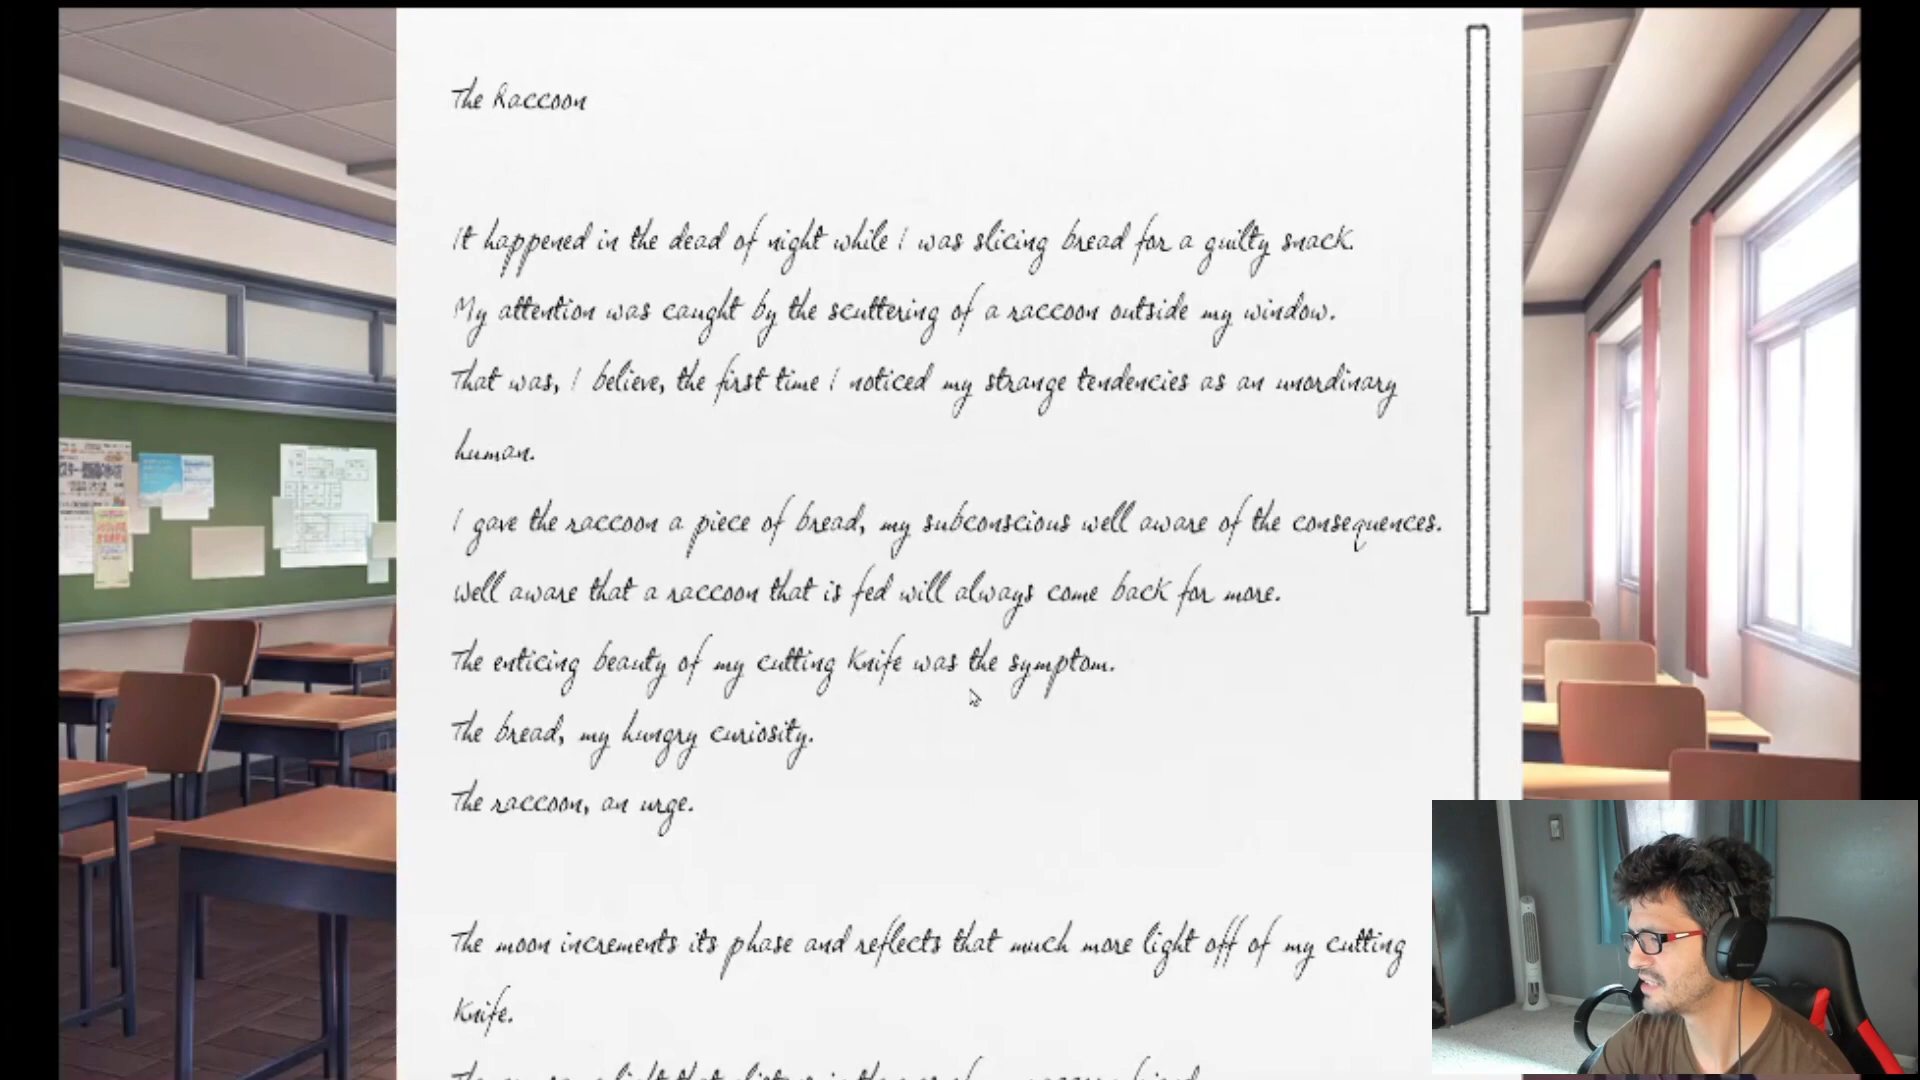 The Raccoon
It happened in the dead of night while I was slicing bread for a guilty snack.
My attention was caught by the scuttering of a raccoon outside my window.
That was, I believe, the first time I noticed my strange tendencies as an unordinary
human.
I gave the raccoon a piece of bread, my subconscious well aware of the consequences.
Well aware that a raccoon that is fed will always come back for more.
The enticing beauty of my cutting knife was the symptom.
The bread, my hungry curiosity.
The raccoon, an urge.
The moon increments its phase and reflects that much more light off of my cutting
knife.